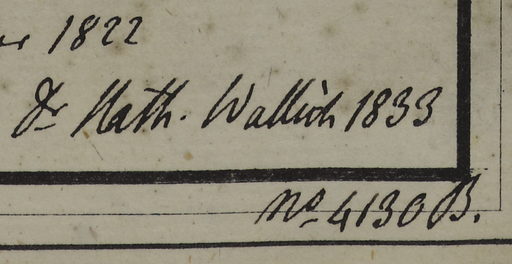 1822
Dr Nath. Wallich 1833
No 4130 B.